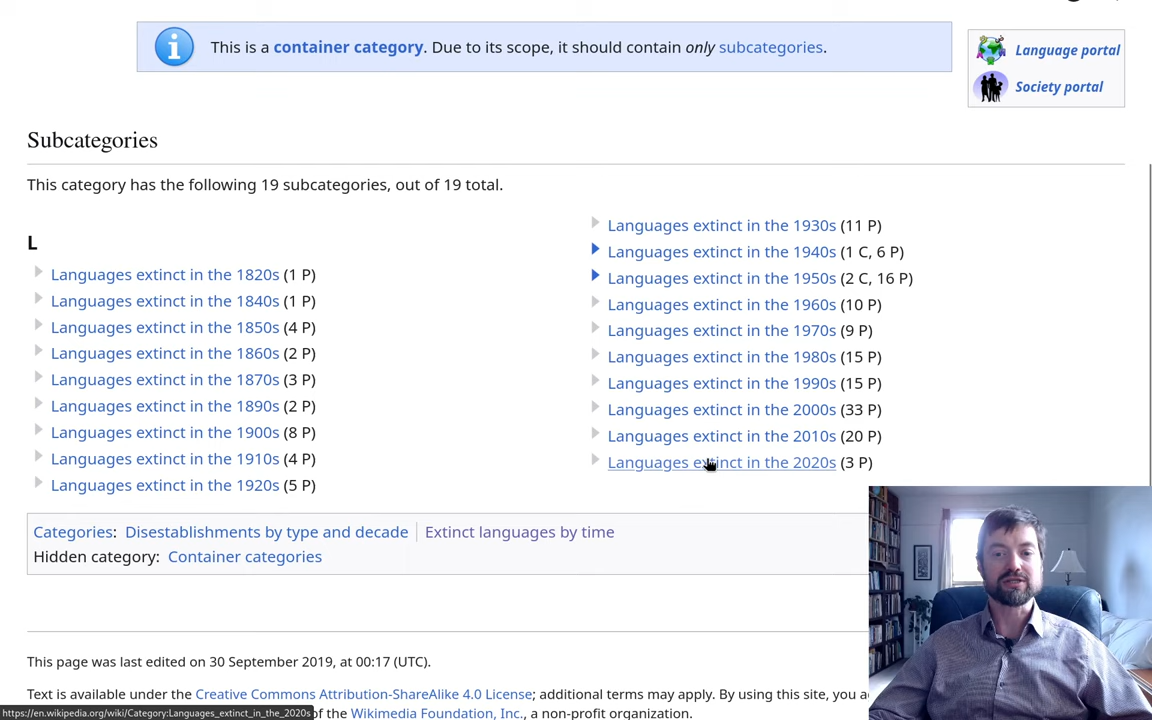 This is a container category. Due to its scope, it should contain only subcategories.
Language portal
Society portal
Subcategories
This category has the following 19 subcategories, out of 19 total.
L
Languages extinct in the 1820s (1 P)
Languages extinct in the 1840s (1 P)
Languages extinct in the 1850s (4 P)
Languages extinct in the 1860s (2 P)
Languages extinct in the 1870s (3 P)
Languages extinct in the 1890s (2 P)
Languages extinct in the 1900s (8 P)
Languages extinct in the 1910s (4 P)
Languages extinct in the 1920s (5 P)
Languages extinct in the 1930s (11 P)
Languages extinct in the 1940s (1 C, 6 P)
Languages extinct in the 1950s (2 C, 16 P)
Languages extinct in the 1960s (10 P)
Languages extinct in the 1970s (9 P)
Languages extinct in the 1980s (15 P)
Languages extinct in the 1990s (15 P)
Languages extinct in the 2000s (33 P)
Languages extinct in the 2010s (20 P)
Languages extinct in the 2020s (3 P)
Categories: Disestablishments by type and decade | Extinct languages by time
Hidden category: Container categories
This page was last edited on 30 September 2019, at 00:17 (UTC).
Text is available under the Creative Commons Attribution-ShareAlike 4.0 License; additional terms may apply. By using this site, you a
https://en.wikipedia.org/wiki/Category:Languages_extinct_in_the_2020s of the Wikimedia Foundation, Inc., a non-profit organization.